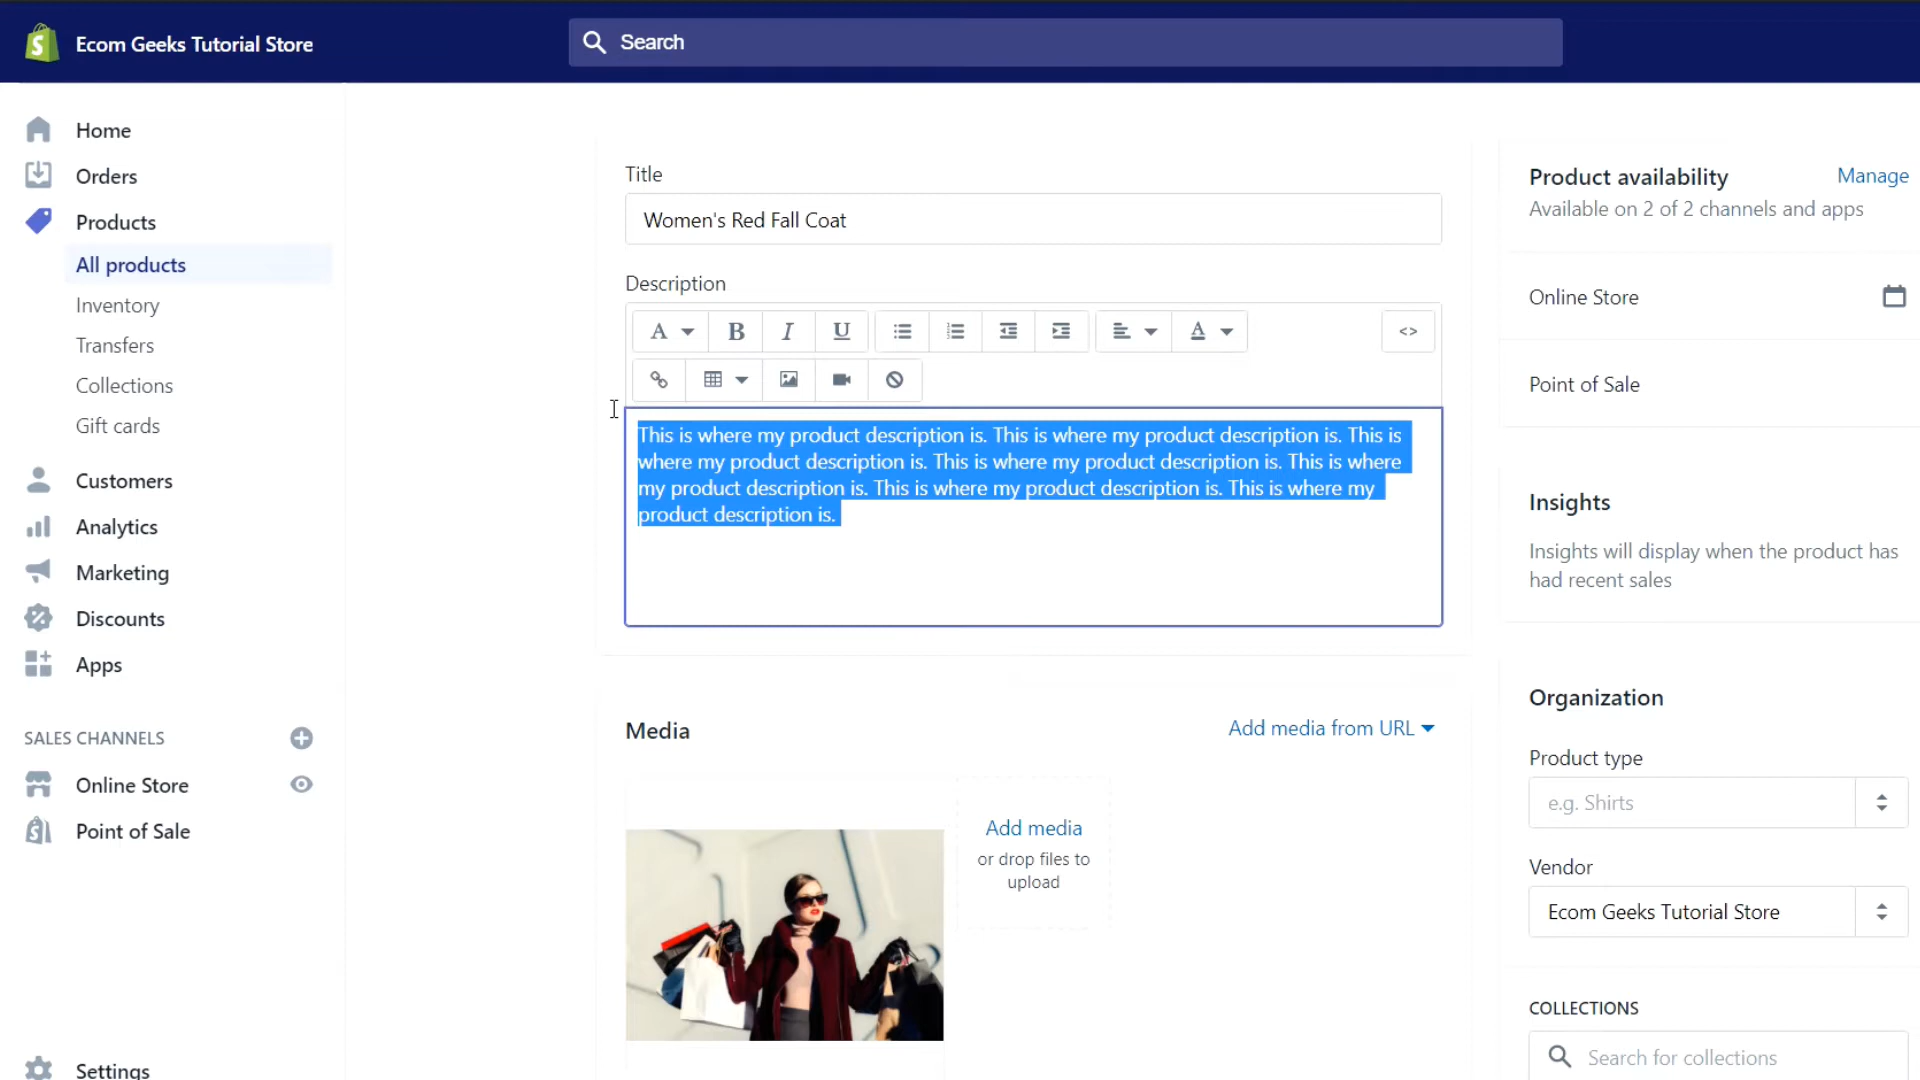 Ecom Geeks Tutorial Store
Search
Home
Orders
Products
All products
Inventory
Transfers
Collections
Gift cards
Customers
Analytics
Marketing
Discounts
Apps
SALES CHANNELS
Online Store
Point of Sale
Settings
Title
Women's Red Fall Coat
Description
A B I U A <>
This is where my product description is. This is where my product description is. This is
where my product description is. This is where my product description is. This is where
my product description is. This is where my product description is. This is where my
product description is.
Media
Add media from URL
Add media
or drop files to
upload
Product availability
Manage
Available on 2 of 2 channels and apps
Online Store
Point of Sale
Insights
Insights will display when the product has
had recent sales
Organization
Product type
e.g. Shirts
Vendor
Ecom Geeks Tutorial Store
COLLECTIONS
Search for collections